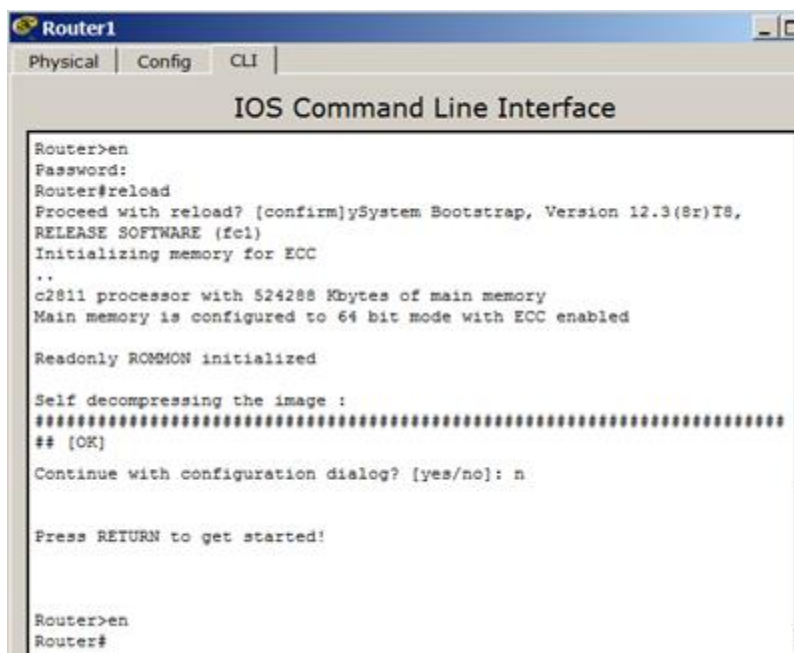 Router1
Physical Config CLI
IOS Command Line Interface
Router>en
Password:
Router#reload
Proceed with reload? [confirm]ySystem Bootstrap, Version 12.3(8r)T8,
RELEASE SOFTWARE (fc1)
Initializing memory for ECC
..
c2811 processor with 524288 Kbytes of main memory
Main memory is configured to 64 bit mode with ECC enabled
Readonly ROMMON initialized
Self decompressing the image :
########################################################################
## [OK]
Continue with configuration dialog? [yes/no]: n
Press RETURN to get started!
Router>en
Router#